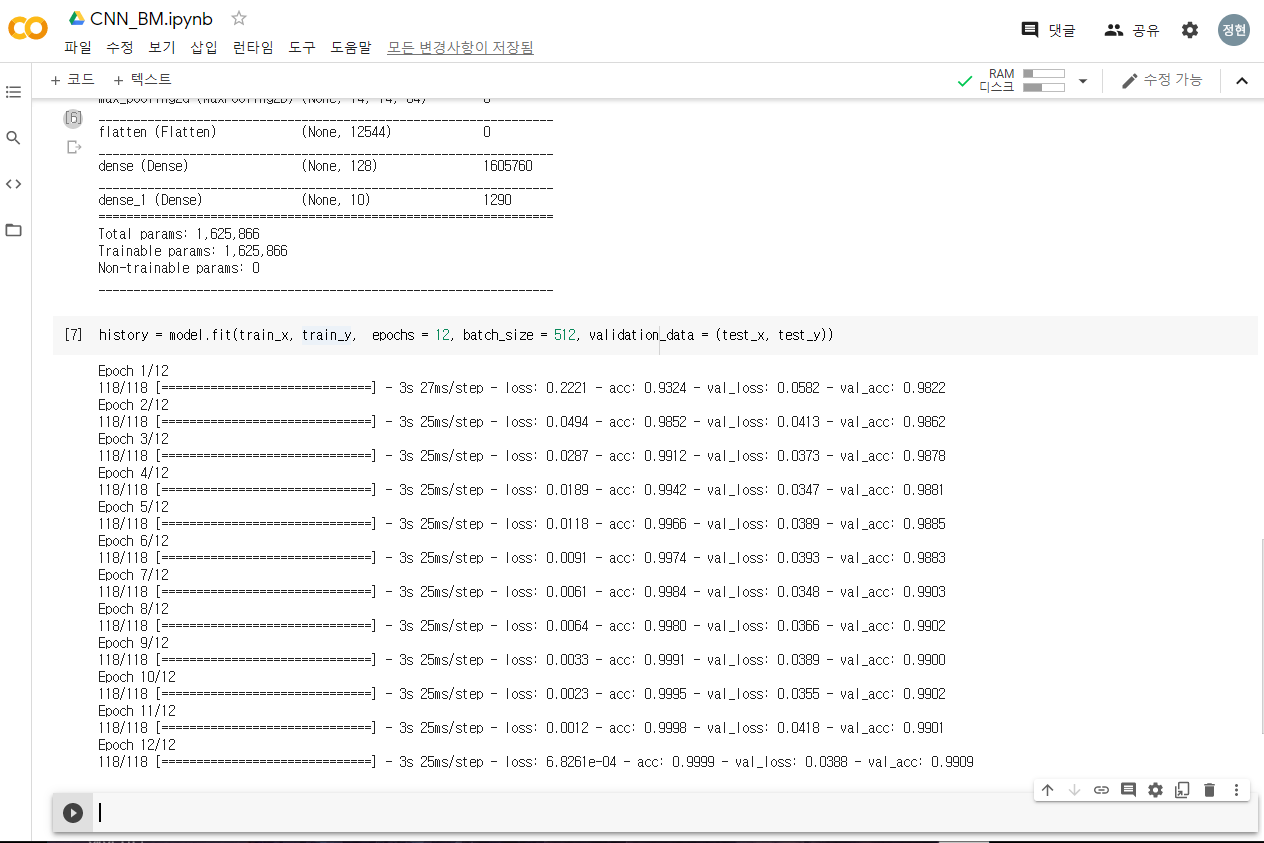 CNN_BM.ipynb
파일 수정 보기 삽입 런타임 도구 도움말 모든 변경사항이 저장됨
댓글 공유 정현
+ 코드 + 텍스트
RAM
디스크
수정 가능
[6]
flatten (Flatten) (None, 12544) 0
dense (Dense) (None, 128) 1605760
dense_1 (Dense) (None, 10) 1290
Total params: 1,625,866
Trainable params: 1,625,866
Non-trainable params: 0
[7] history = model.fit(train_x, train_y, epochs = 12, batch_size = 512, validation_data = (test_x, test_y))
Epoch 1/12
118/118 [==============================] - 3s 27ms/step - loss: 0.2221 - acc: 0.9324 - val_loss: 0.0582 - val_acc: 0.9822
Epoch 2/12
118/118 [==============================] - 3s 25ms/step - loss: 0.0494 - acc: 0.9852 - val_loss: 0.0413 - val_acc: 0.9862
Epoch 3/12
118/118 [==============================] - 3s 25ms/step - loss: 0.0287 - acc: 0.9912 - val_loss: 0.0373 - val_acc: 0.9878
Epoch 4/12
118/118 [==============================] - 3s 25ms/step - loss: 0.0189 - acc: 0.9942 - val_loss: 0.0347 - val_acc: 0.9881
Epoch 5/12
118/118 [==============================] - 3s 25ms/step - loss: 0.0118 - acc: 0.9966 - val_loss: 0.0389 - val_acc: 0.9885
Epoch 6/12
118/118 [==============================] - 3s 25ms/step - loss: 0.0091 - acc: 0.9974 - val_loss: 0.0393 - val_acc: 0.9883
Epoch 7/12
118/118 [==============================] - 3s 25ms/step - loss: 0.0061 - acc: 0.9984 - val_loss: 0.0348 - val_acc: 0.9903
Epoch 8/12
118/118 [==============================] - 3s 25ms/step - loss: 0.0064 - acc: 0.9980 - val_loss: 0.0366 - val_acc: 0.9902
Epoch 9/12
118/118 [==============================] - 3s 25ms/step - loss: 0.0033 - acc: 0.9991 - val_loss: 0.0389 - val_acc: 0.9900
Epoch 10/12
118/118 [==============================] - 3s 25ms/step - loss: 0.0023 - acc: 0.9995 - val_loss: 0.0355 - val_acc: 0.9902
Epoch 11/12
118/118 [==============================] - 3s 25ms/step - loss: 0.0012 - acc: 0.9998 - val_loss: 0.0418 - val_acc: 0.9901
Epoch 12/12
118/118 [==============================] - 3s 25ms/step - loss: 6.8261e-04 - acc: 0.9999 - val_loss: 0.0388 - val_acc: 0.9909